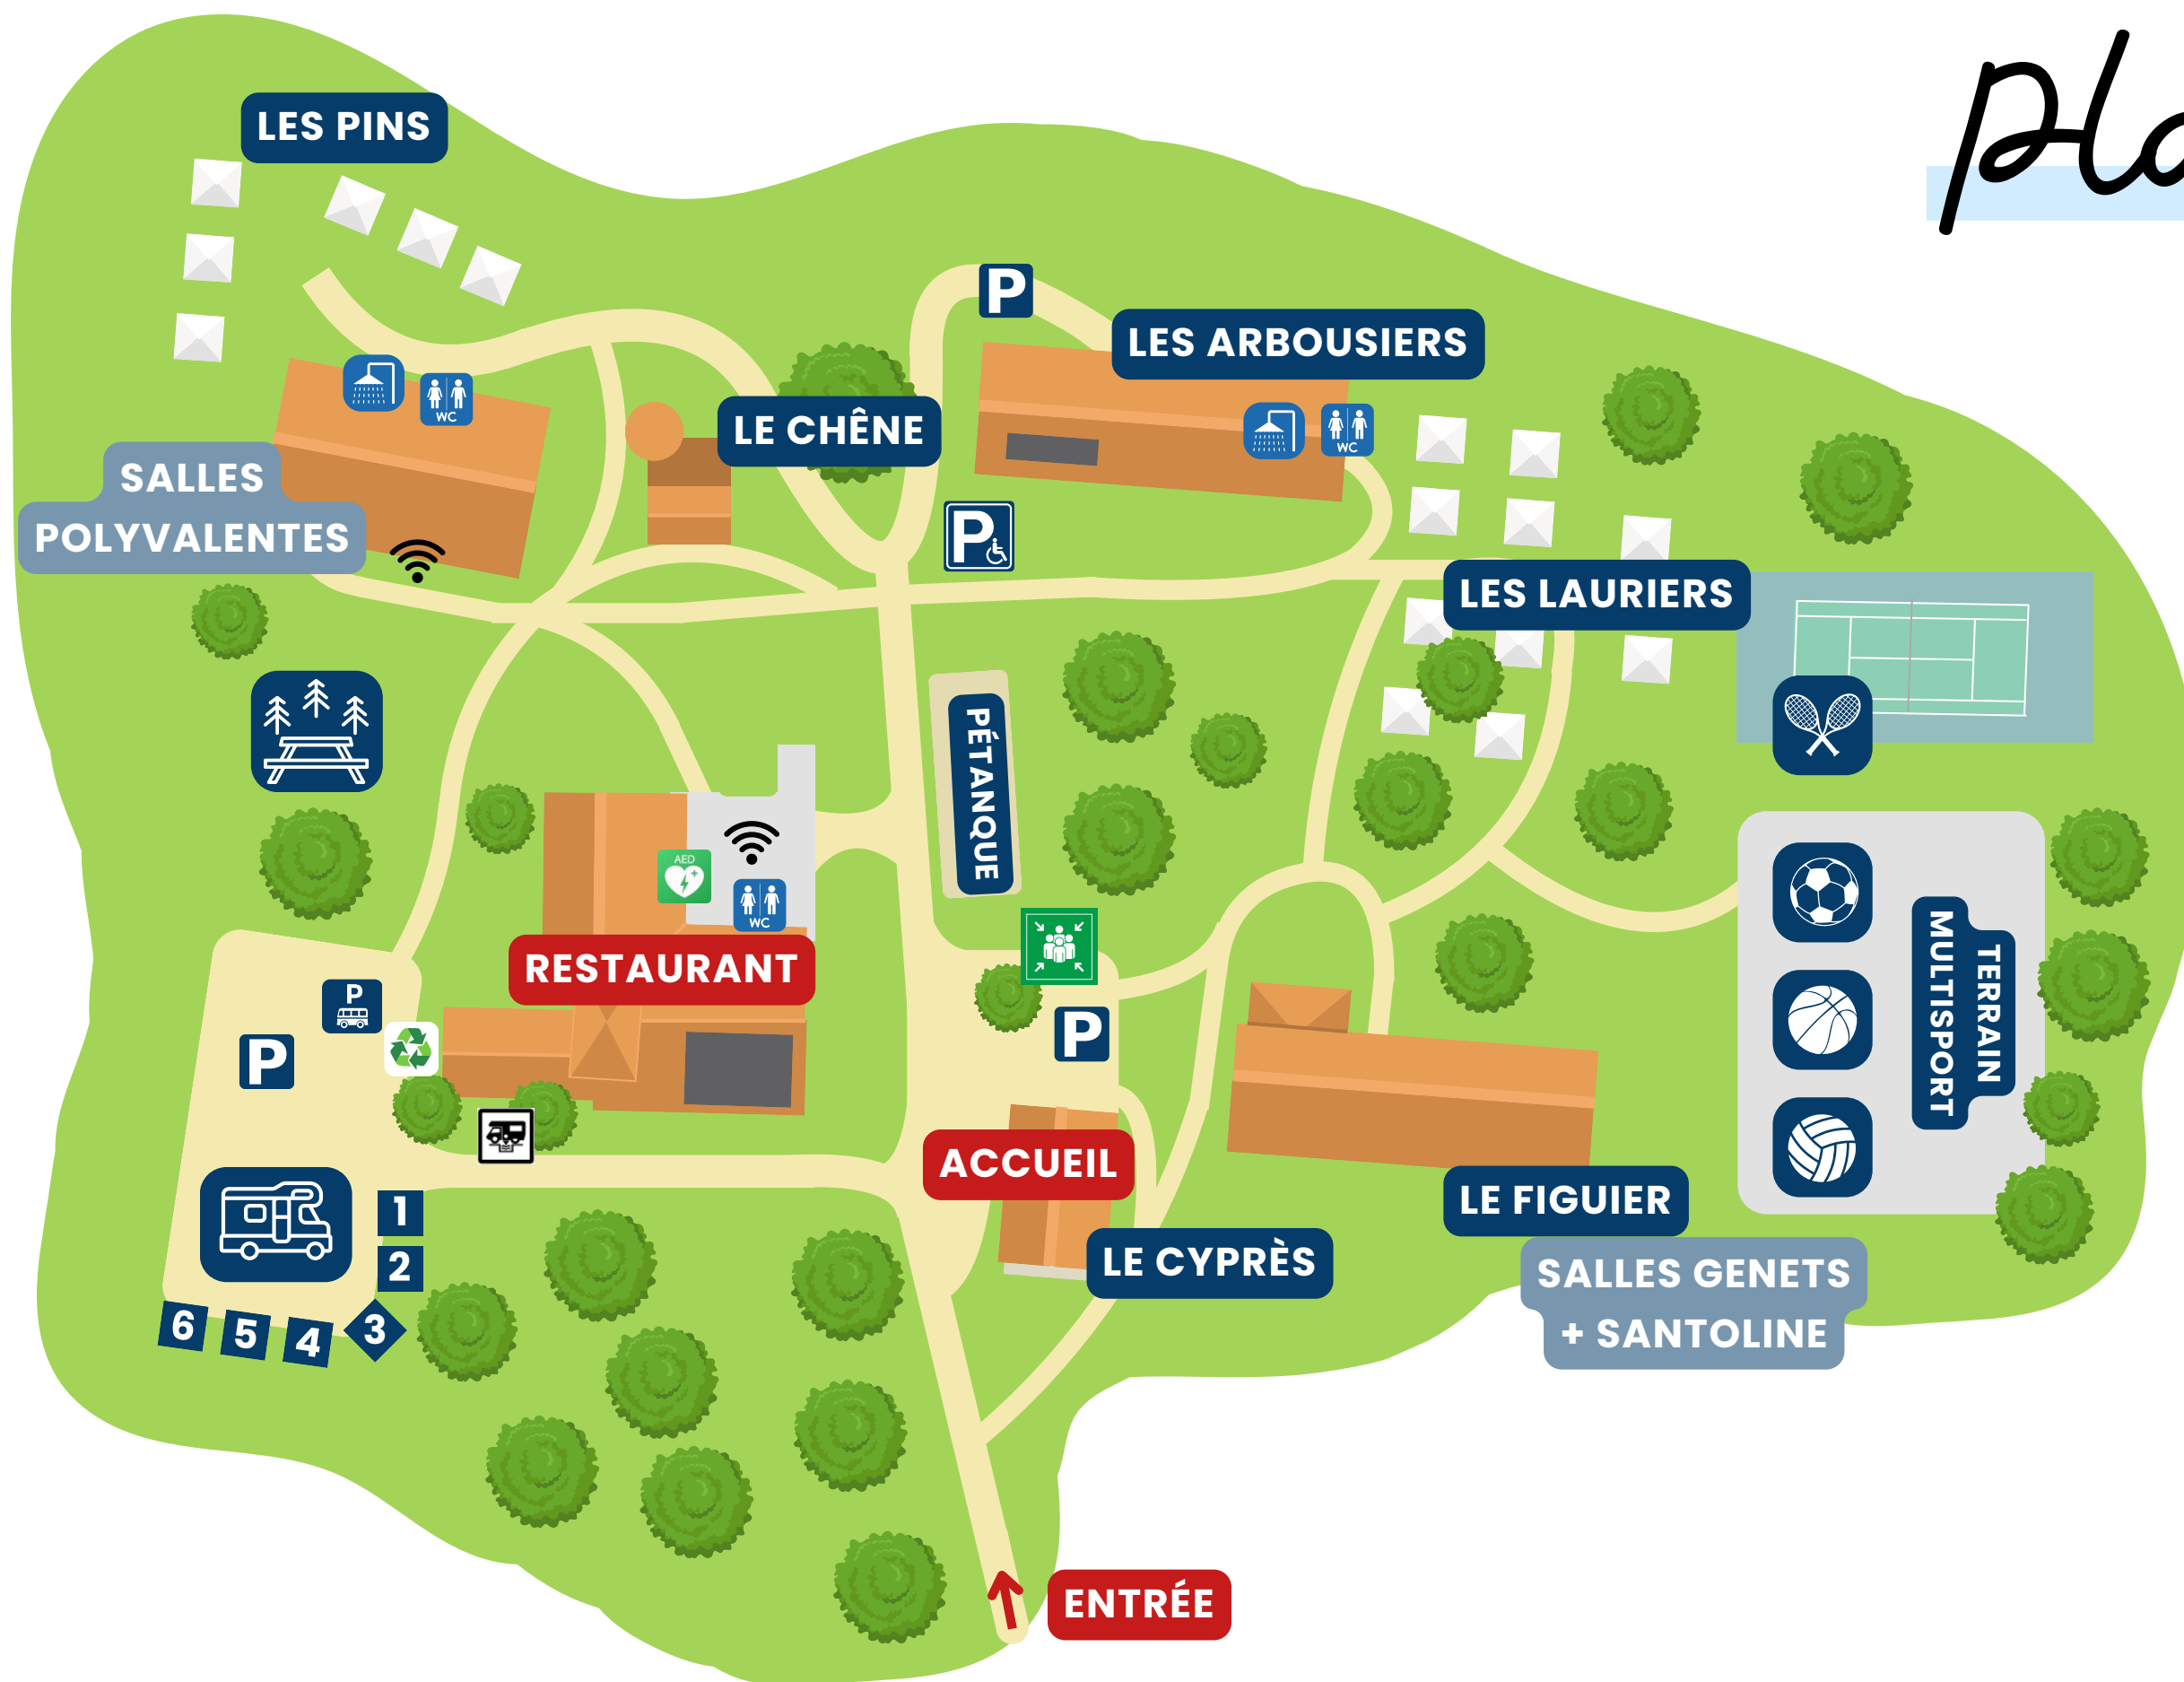 pla
LES PINS
P
LES ARBOUSIERS
LE CHÊNE
WC
WC
SALLES
POLYVALENTES
P
LES LAURIERS
PÉTANQUE
AED
WC
RESTAURANT
TERRAIN
MULTISPORT
P
P
P
ACCUEIL
LE FIGUIER
1
LE CYPRÈS
2
SALLES GENETS
+ SANTOLINE
6
5
4
3
ENTRÉE